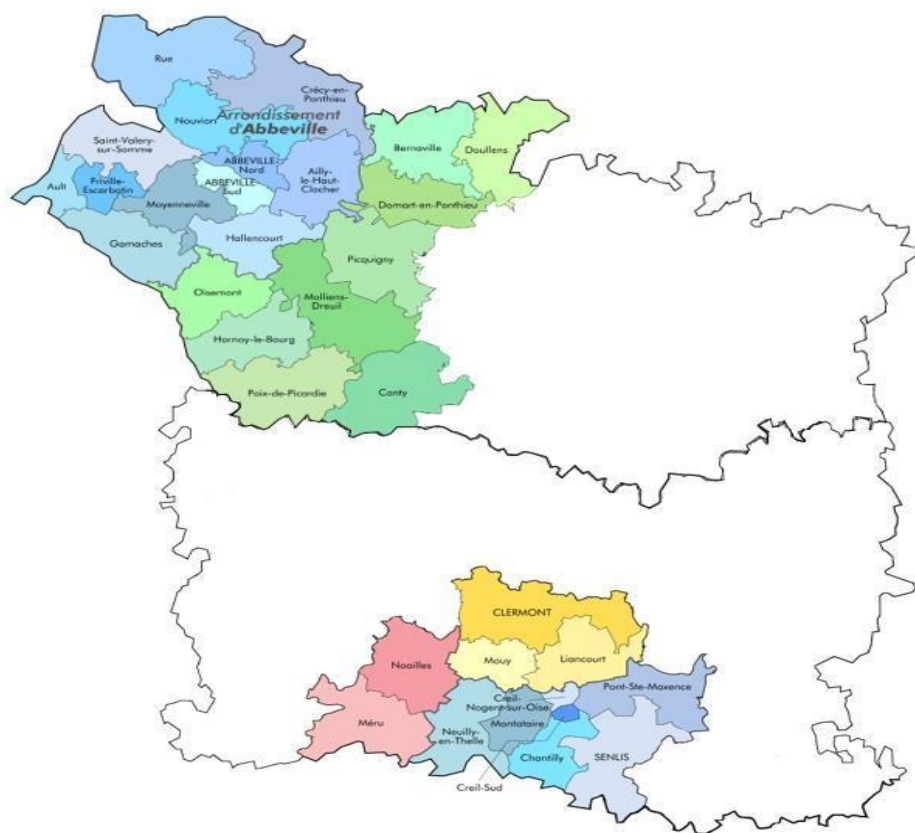 Rue
Crécy-en-
Ponthieu
Nouvion
Arrondissement
d'Abbeville
Saint-Valery-
sur-Somme
ABBEVILLE-
Nord
Ailly-
le-Haut-
Clocher
Bernaville
Doullens
Ault
Friville-
Escarbotin
ABBEVILLE-
Sud
Moyenneville
Domart-en-Ponthieu
Gamaches
Hallencourt
Picquigny
Oisemont
Molliens-
Dreuil
Hornoy-le-Bourg
Poix-de-Picardie
Conty
CLERMONT
Noailles
Mouy
Liancourt
Creil-
Nogent-sur-Oise
Pont-Ste-Maxence
Méru
Neuilly-
en-Thelle
Montataire
Chantilly
SENLIS
Creil-Sud